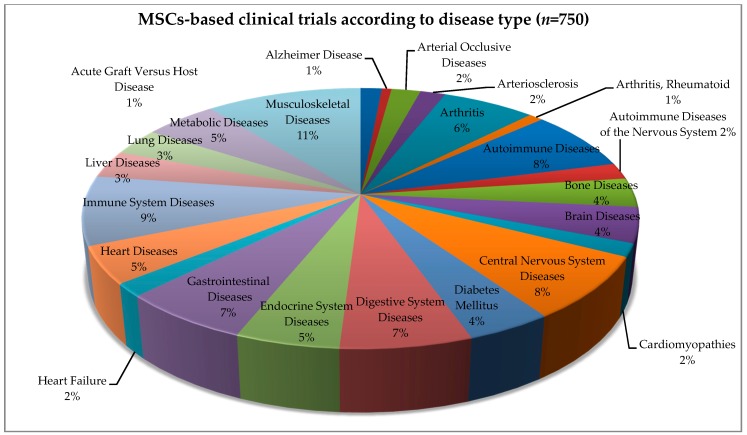 MSCs-based clinical trials according to disease type (n=750)
Alzheimer Disease
1%
Arterial Occlusive
Diseases
2%
Arteriosclerosis
2%
Arthritis
6%
Arthritis, Rheumatoid
1%
Autoimmune Diseases
8%
Autoimmune Diseases
of the Nervous System 2%
Bone Diseases
4%
Brain Diseases
4%
Cardiomyopathies
2%
Central Nervous System
Diseases
8%
Diabetes
Mellitus
4%
Digestive System
Diseases
7%
Endocrine System
Diseases
5%
Gastrointestinal
Diseases
7%
Heart Failure
2%
Heart Diseases
5%
Immune System Diseases
9%
Liver Diseases
3%
Lung Diseases
3%
Metabolic Diseases
5%
Musculoskeletal
Diseases
11%
Acute Graft Versus Host
Disease
1%